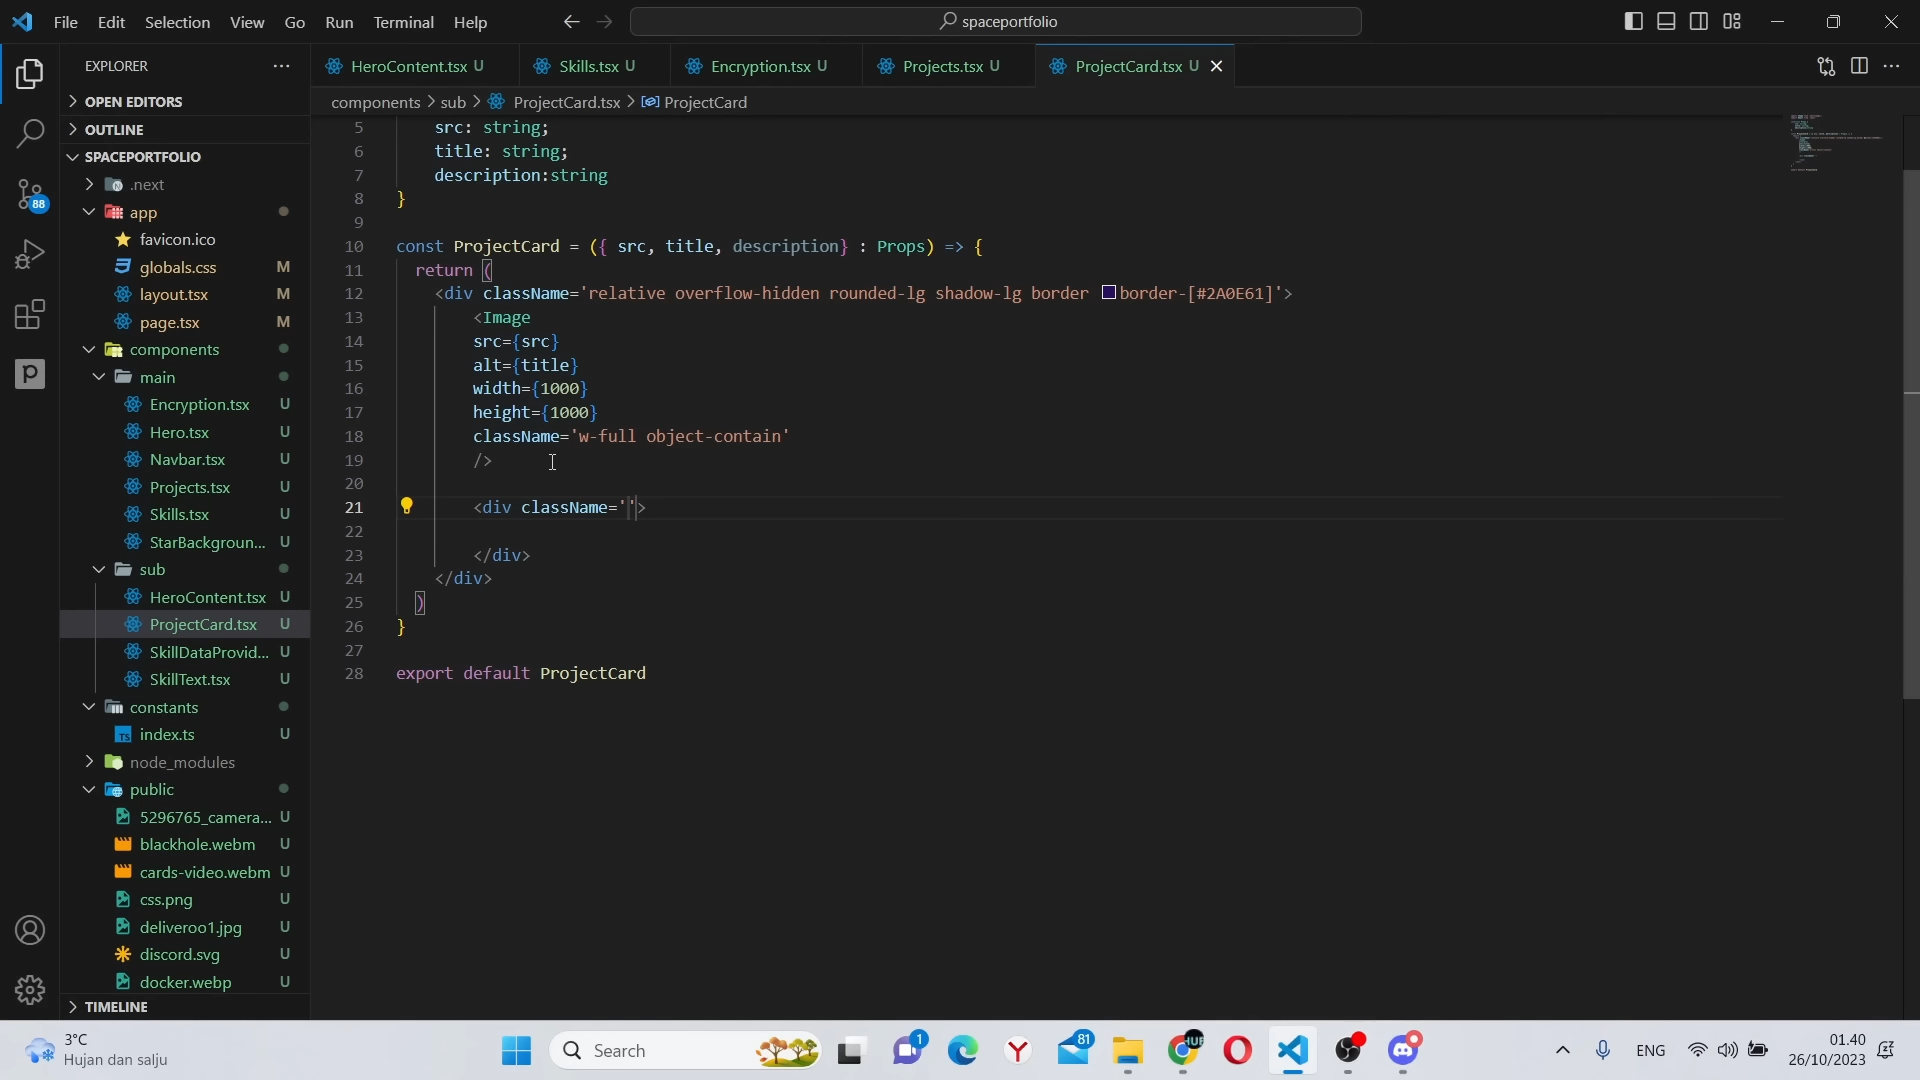 File Edit Selection View Go Run Terminal Help
spaceportfolio
EXPLORER
OPEN EDITORS
OUTLINE
SPACEPORTFOLIO
.next
app
favicon.ico
globals.css M
layout.tsx M
page.tsx M
components
main
Encryption.tsx U
Hero.tsx U
Navbar.tsx U
Projects.tsx U
Skills.tsx U
StarBackgroun... U
sub
HeroContent.tsx U
ProjectCard.tsx U
SkillDataProvid... U
SkillText.tsx U
constants
index.ts U
node_modules
public
5296765_camera... U
blackhole.webm U
cards-video.webm U
css.png U
deliveroo1.jpg U
discord.svg U
docker.webp U
TIMELINE
88
HeroContent.tsx U Skills.tsx U Encryption.tsx U Projects.tsx U ProjectCard.tsx U
components > sub > ProjectCard.tsx > ProjectCard
5 src: string;
6 title: string;
7 description:string
8 }
9
10 const ProjectCard = ({ src, title, description} : Props) => {
11 return (
12 <div className='relative overflow-hidden rounded-lg shadow-lg border border-[#2A0E61]'>
13 <Image
14 src={src}
15 alt={title}
16 width={1000}
17 height={1000}
18 className='w-full object-contain'
19 />
20
21 <div className=''>
22
23 </div>
24 </div>
25 )
26 }
27
28 export default ProjectCard
3°C
Hujan dan salju
Search
1
81
HUB
ENG
01.40
26/10/2023